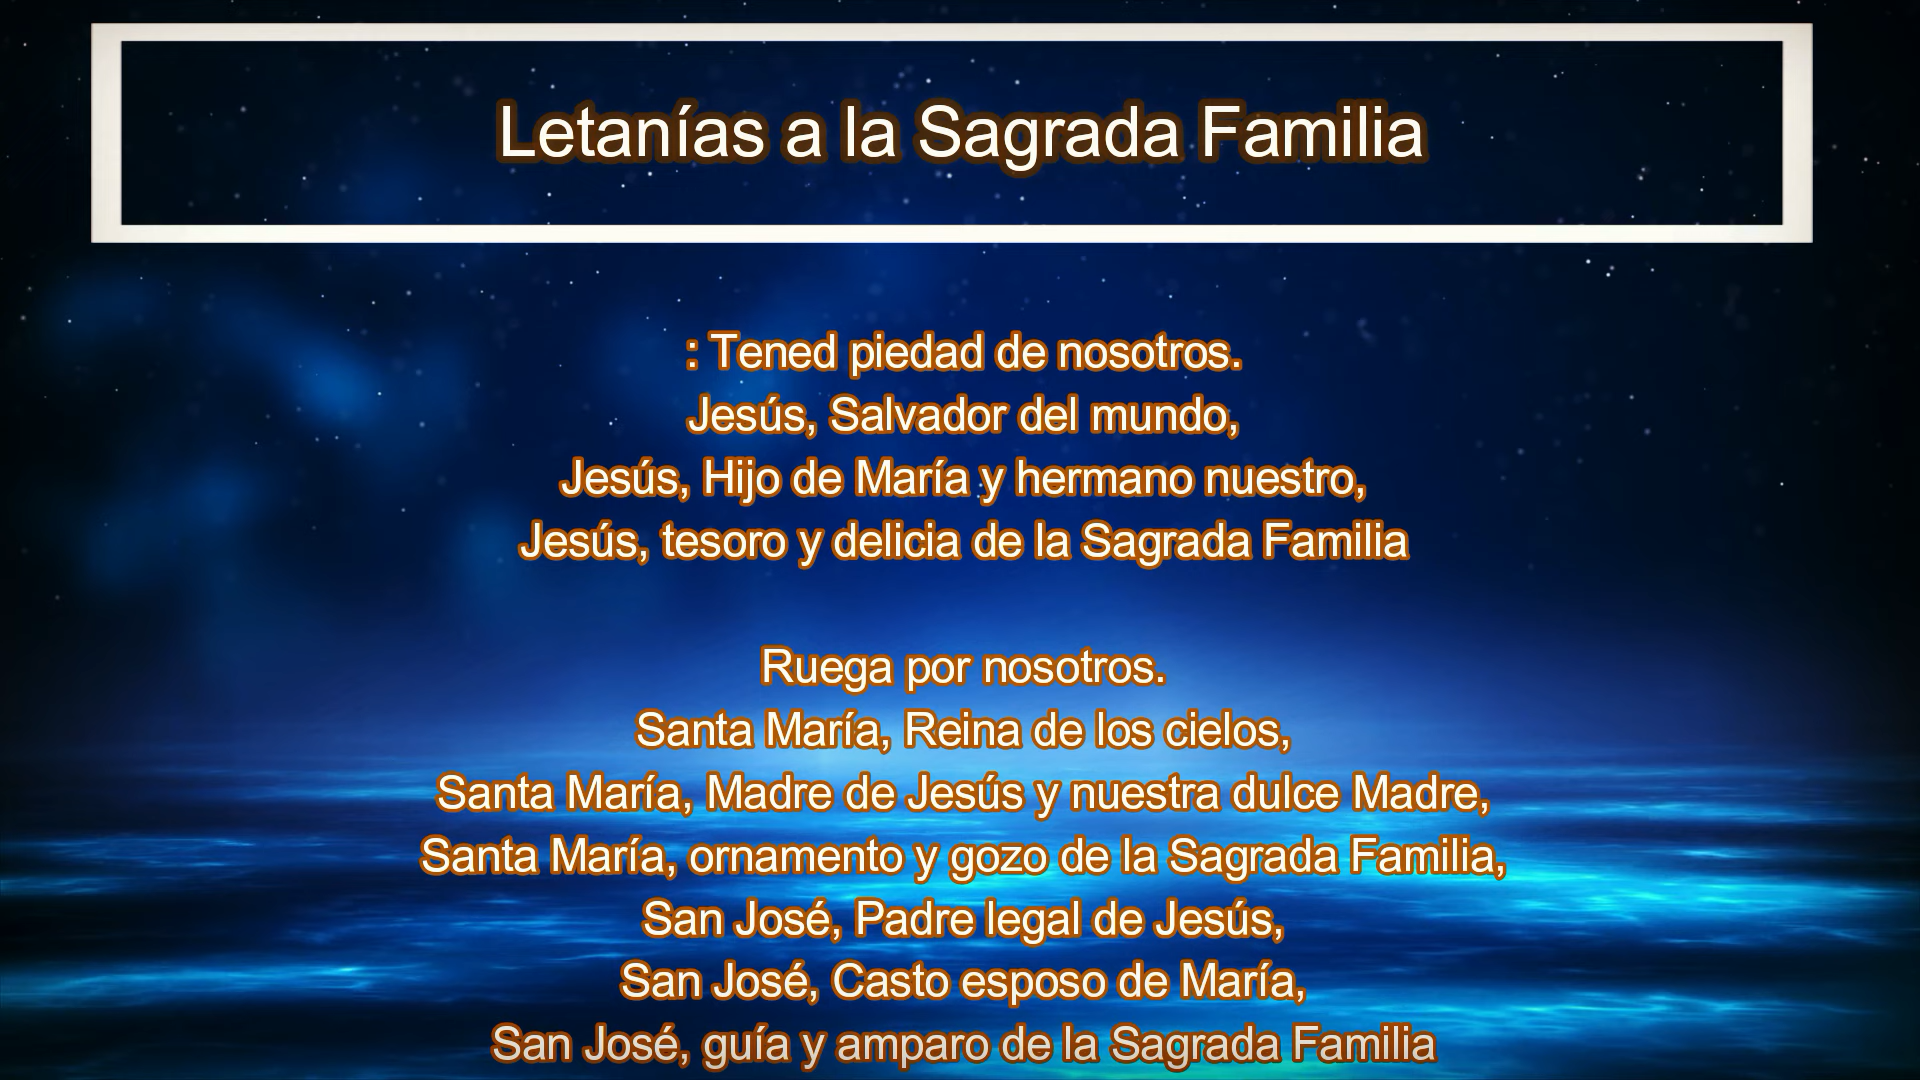 Letanías a la Sagrada Familia
: Tened piedad de nosotros.
Jesús, Salvador del mundo,
Jesús, Hijo de María y hermano nuestro,
Jesús, tesoro y delicia de la Sagrada Familia
Ruega por nosotros.
Santa María, Reina de los cielos,
Santa María, Madre de Jesús y nuestra dulce Madre,
Santa María, ornamento y gozo de la Sagrada Familia,
San José, Padre legal de Jesús,
San José, Casto esposo de María,
San José, guía y amparo de la Sagrada Familia